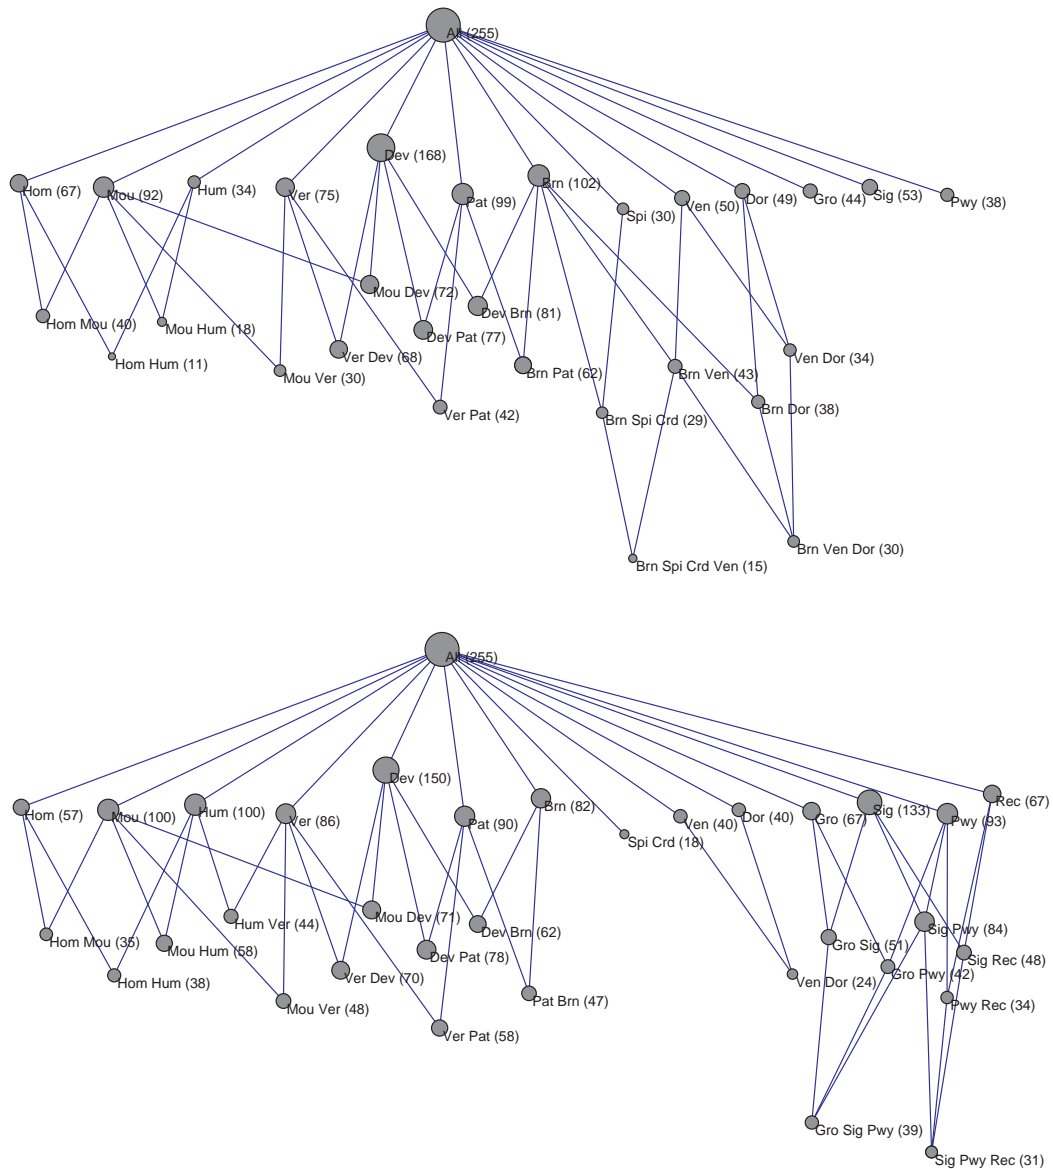 All (255)
Dev (168)
Hom (67)
Mou (92)
Hum (34)
Ver (75)
Pat (99)
Brn (102)
Spi (30)
Ven (50)
Dor (49)
Gro (44)
Sig (53)
Pwy (38)
Mou Dev (72)
Dev Brn (81)
Hom Mou (40)
Mou Hum (18)
Dev Pat (77)
Ver Dev (68)
Hom Hum (11)
Mou Ver (30)
Brn Pat (62)
Brn Ven (43)
Ven Dor (34)
Ver Pat (42)
Brn Spi Crd (29)
Brn Dor (38)
Brn Ven Dor (30)
Brn Spi Crd Ven (15)
All (255)
Dev (150)
Hom (57)
Mou (100)
Hum (100)
Ver (86)
Pat (90)
Brn (82)
Spi Crd (18)
Ven (40)
Dor (40)
Gro (67)
Sig (133)
Pwy (93)
Rec (67)
Mou Dev (71)
Hum Ver (44)
Dev Brn (62)
Sig Pwy (84)
Hom Mou (35)
Mou Hum (58)
Dev Pat (78)
Gro Sig (51)
Sig Rec (48)
Hom Hum (38)
Ver Dev (70)
Ven Dor (24)
Gro Pwy (42)
Mou Ver (48)
Pat Brn (47)
Pwy Rec (34)
Ver Pat (58)
Gro Sig Pwy (39)
Sig Pwy Rec (31)